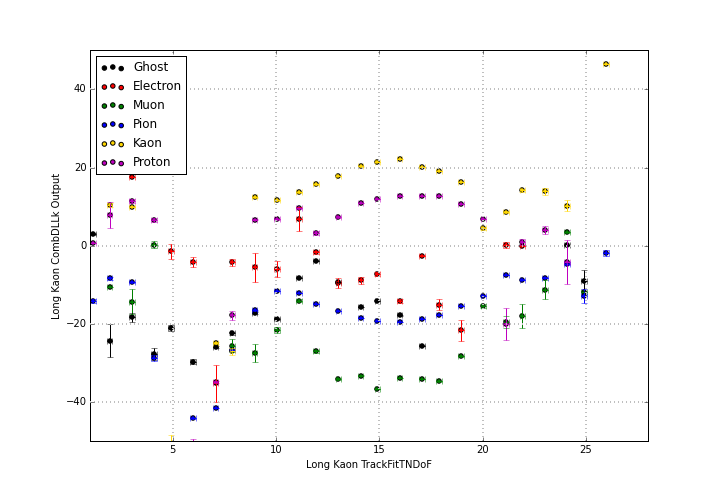 Ghost
Electron
Muon
Pion
Kaon
Proton
40
20
0
−20
−40
5
10
15
20
25
Long Kaon CombDLLk Output
Long Kaon TrackFitTNDoF